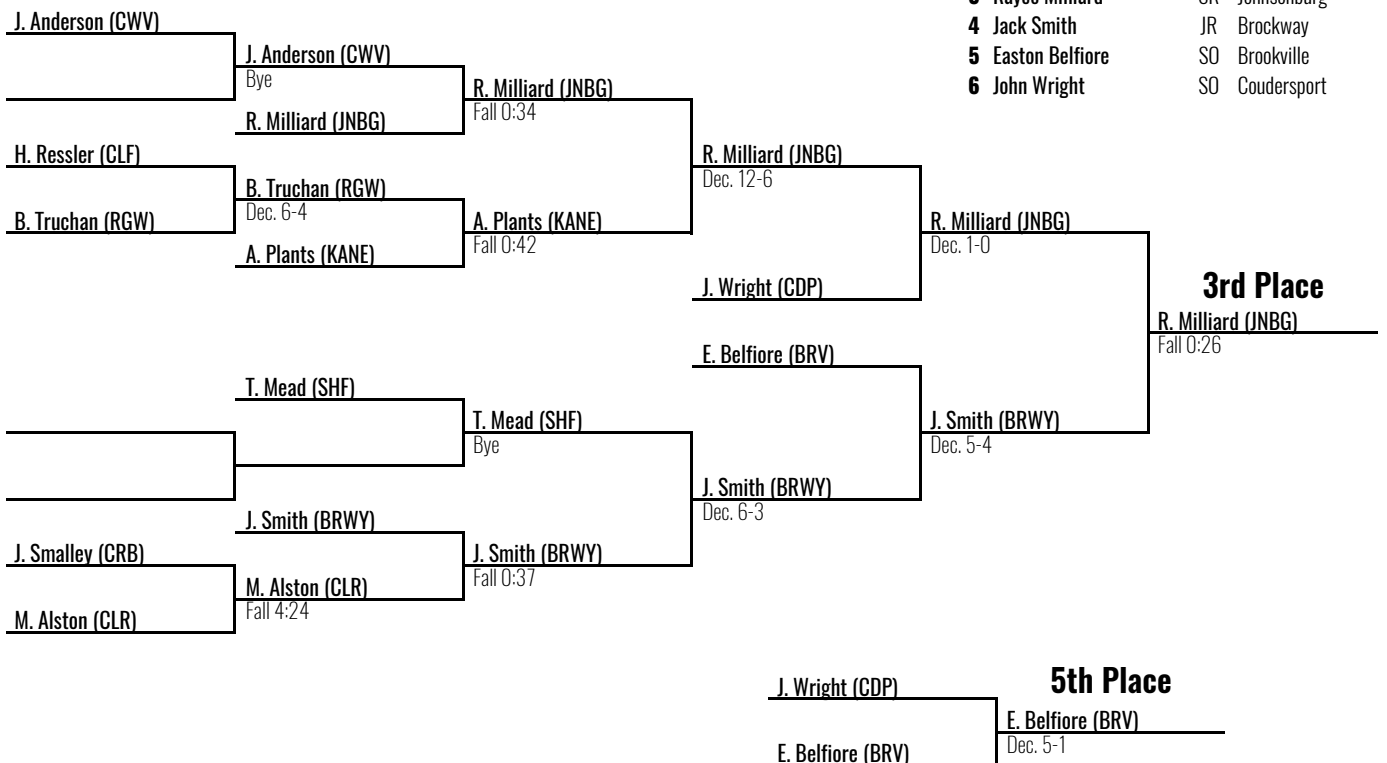 J. Anderson (CWV)
4 Jack Smith JR Brockway
J. Anderson (CWV)
Bye
5 Easton Belfiore SO Brookville
R. Milliard (JNBG)
Fall 0:34
6 John Wright SO Coudersport
R. Milliard (JNBG)
H. Ressler (CLF)
R. Milliard (JNBG)
Dec. 12-6
B. Truchan (RGW)
Dec. 6-4
B. Truchan (RGW)
A. Plants (KANE)
Fall 0:42
R. Milliard (JNBG)
Dec. 1-0
A. Plants (KANE)
J. Wright (CDP)
3rd Place
R. Milliard (JNBG)
Fall 0:26
E. Belfiore (BRV)
T. Mead (SHF)
T. Mead (SHF)
Bye
J. Smith (BRWY)
Dec. 5-4
J. Smith (BRWY)
Dec. 6-3
J. Smith (BRWY)
J. Smalley (CRB)
J. Smith (BRWY)
Fall 0:37
M. Alston (CLR)
Fall 4:24
M. Alston (CLR)
J. Wright (CDP)
5th Place
E. Belfiore (BRV)
Dec. 5-1
E. Belfiore (BRV)